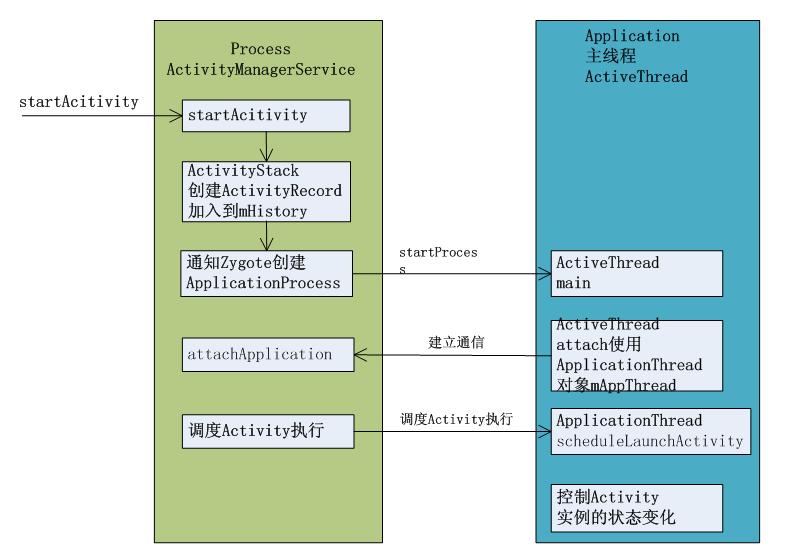 Process
ActivityManagerService
Application
主线程
ActiveThread
startAcitivity
startAcitivity
ActivityStack
创建ActivityRecord
加入到mHistory
通知Zygote创建
ApplicationProcess
startProces
s
ActiveThread
main
attachApplication
建立通信
ActiveThread
attach使用
ApplicationThread
对象mAppThread
调度Activity执行
调度Activity执行
ApplicationThread
scheduleLaunchActivity
控制Activity
实例的状态变化